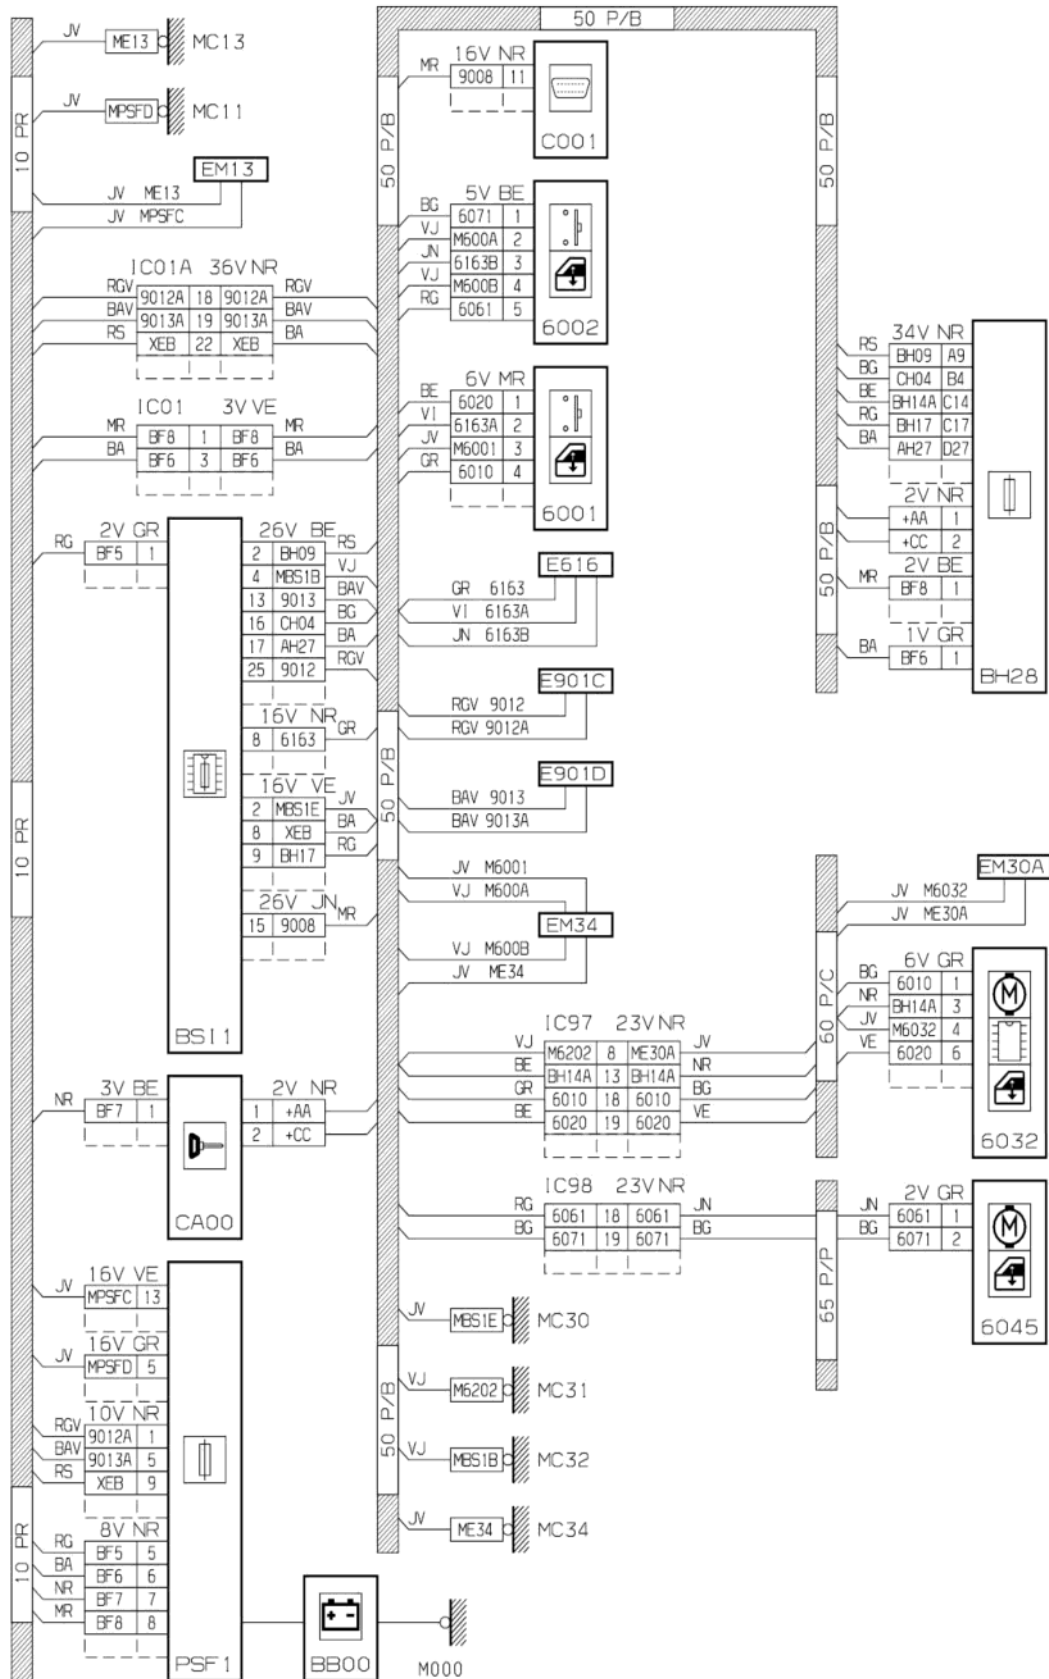 50 P/B
JV ME13 MC13
10 PR
JV MPSFD MC11
EM13
JV ME13
JV MPSFC
IC01A 36V NR
RGV 9012A 18 9012A RGV
BAV 9013A 19 9013A BAV
RS XEB 22 XEB BA
IC01 3V VE
MR BF8 1 BF8 MR
BA BF6 3 BF6 BA
2V GR
RG BF5 1
26V BE
2 BH09 RS
4 MBS1B VJ
13 9013 BAV
16 CH04 BG
17 AH27 BA
25 9012 RGV
16V NR
8 6163 GR
16V VE
2 MBS1E JV
8 XEB BA
9 BH17 RG
26V JN
15 9008 MR
BSI1
10 PR
3V BE
NR BF7 1
2V NR
1 +AA
2 +CC
CA00
16V VE
JV MPSFC 13
16V GR
JV MPSFD 5
10V NR
RGV 9012A 1
BAV 9013A 5
RS XEB 9
8V NR
RG BF5 5
BA BF6 6
NR BF7 7
MR BF8 8
PSF1
10 PR
BB00
M000
50 P/B
16V NR
MR 9008 11
C001
5V BE
BG 6071 1
VJ M600A 2
JN 6163B 3
VJ M600B 4
RG 6061 5
6002
6V MR
BE 6020 1
VI 6163A 2
JV M6001 3
GR 6010 4
6001
E616
GR 6163
VI 6163A
JN 6163B
E901C
RGV 9012
RGV 9012A
50 P/B
E901D
BAV 9013
BAV 9013A
JV M6001
VJ M600A
EM34
VJ M600B
JV ME34
IC97 23V NR
VJ M6202 8 ME30A JV
BE BH14A 13 BH14A NR
GR 6010 18 6010 BG
BE 6020 19 6020 VE
IC98 23V NR
RG 6061 18 6061 JN
BG 6071 19 6071 BG
JV MBS1E MC30
50 P/B
VJ M6202 MC31
VJ MBS1B MC32
JV ME34 MC34
50 P/B
34V NR
RS BH09 A9
BG CH04 B4
BE BH14A C14
RG BH17 C17
BA AH27 D27
50 P/B
2V NR
+AA 1
+CC 2
2V BE
MR BF8 1
1V GR
BA BF6 1
BH28
EM30A
JV M6032
JV ME30A
60 P/C
6V GR
BG 6010 1
NR BH14A 3
JV M6032 4
VE 6020 6
M
6032
65 P/P
2V GR
JN 6061 1
BG 6071 2
M
6045